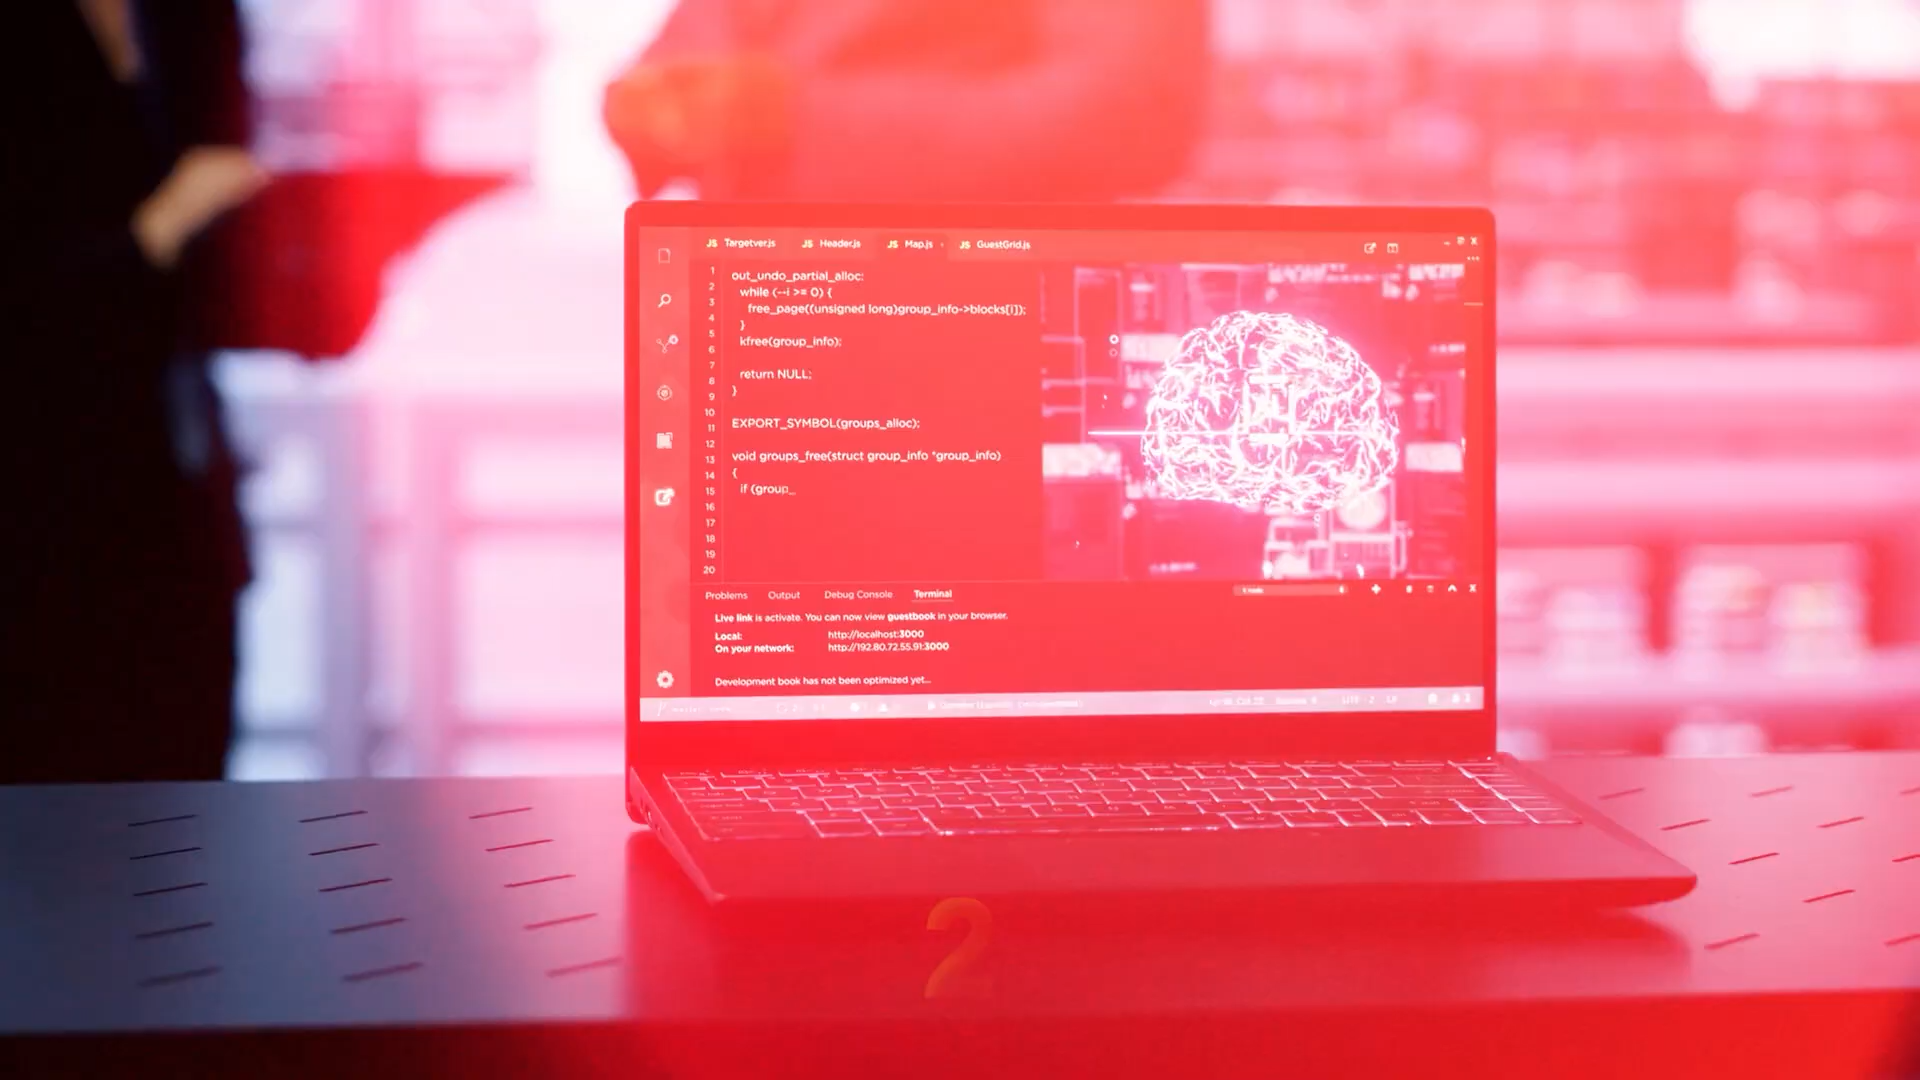 JS Targetver.js JS Header.js JS Map.js JS GuestGrid.js
1 out_undo_partial_alloc:
2 while (--i >= 0) {
3 free_page((unsigned long)group_info->blocks[i]);
4 }
5 kfree(group_info);
6
7 return NULL;
8 }
9
10 EXPORT_SYMBOL(groups_alloc);
11
12 void groups_free(struct group_info *group_info)
13 {
14 if (group_
15
16
17
18
19
20
AI
Problems Output Debug Console Terminal
Live link is activate. You can now view guestbook in your browser.
Local: http://localhost:3000
On your network: http://192.80.72.55.91:3000
Development book has not been optimized yet...
2